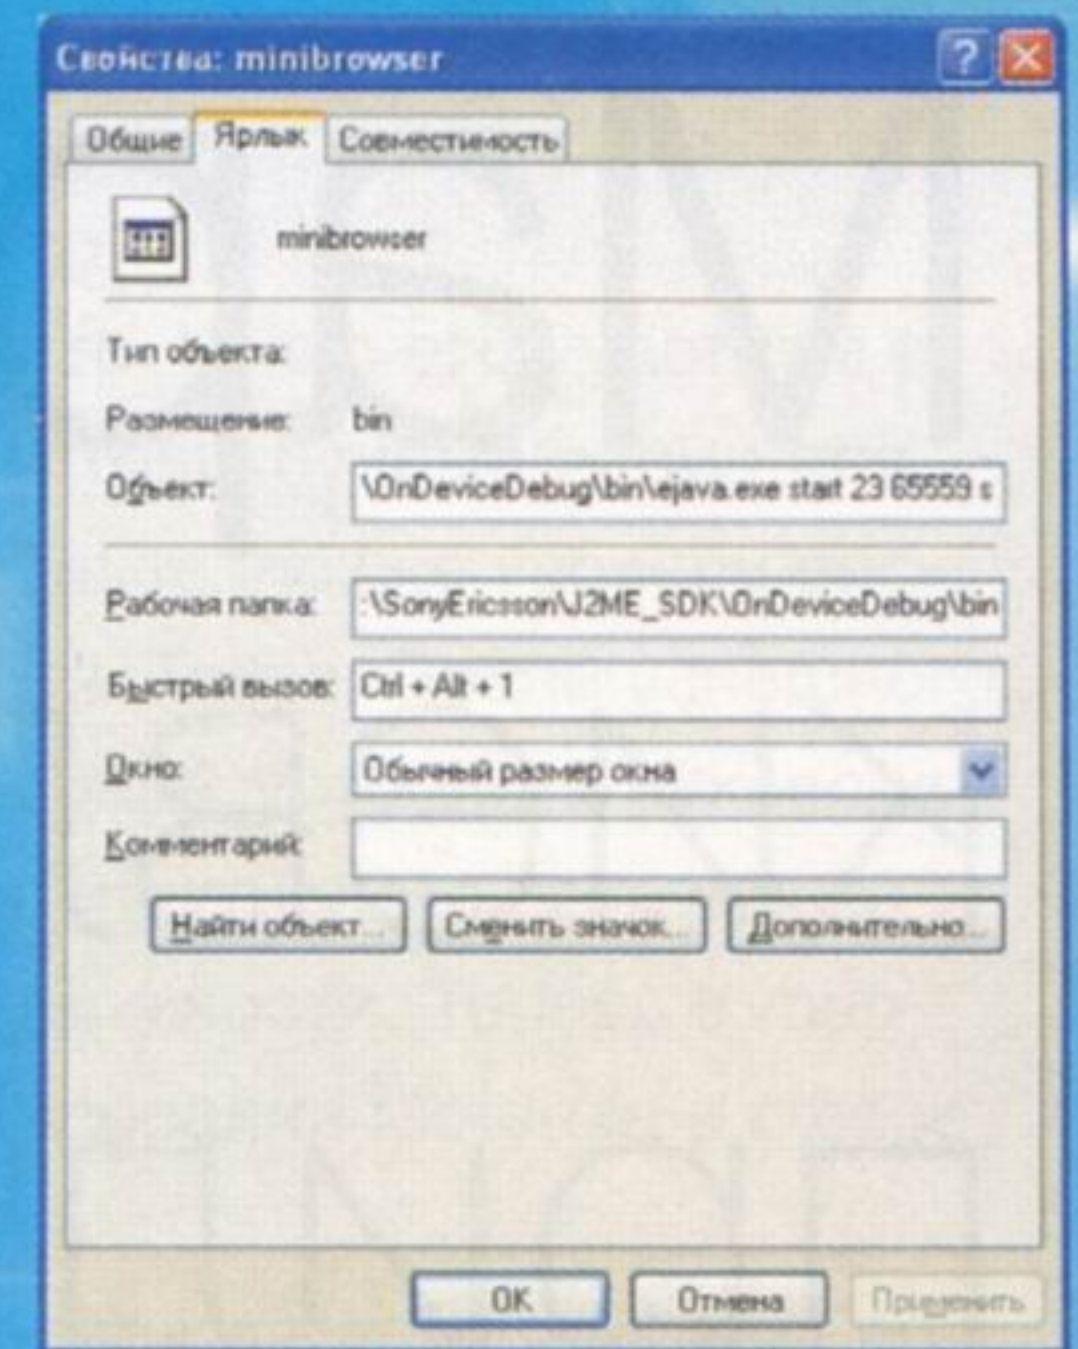 Свойства: minibrowser
?
Общие Ярлык Совместимость
minibrowser
Тип объекта:
Размещение: bin
Объект: \OnDeviceDebug\bin\ejava.exe start 23 65559 s
Рабочая папка: :\SonyEricsson\J2ME_SDK\OnDeviceDebug\bin
Быстрый вызов: Ctrl + Alt + 1
Окно: Обычный размер окна
Комментарий:
Найти объект... Сменить значок... Дополнительно...
OK Отмена Применить